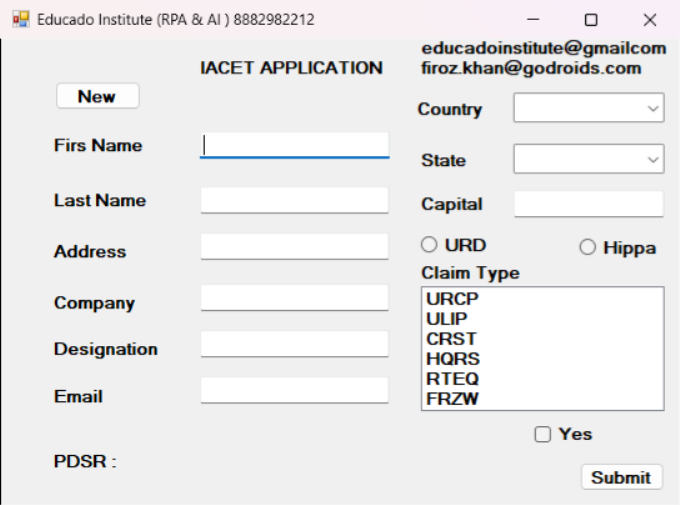 Educado Institute (RPA & AI ) 8882982212
educadoinstitute@gmailcom
IACET APPLICATION
firoz.khan@godroids.com
New
Country
Firs Name
State
Last Name
Capital
Address
URD
Hippa
Claim Type
Company
URCP
ULIP
CRST
HQRS
RTEQ
FRZW
Designation
Email
Yes
PDSR :
Submit